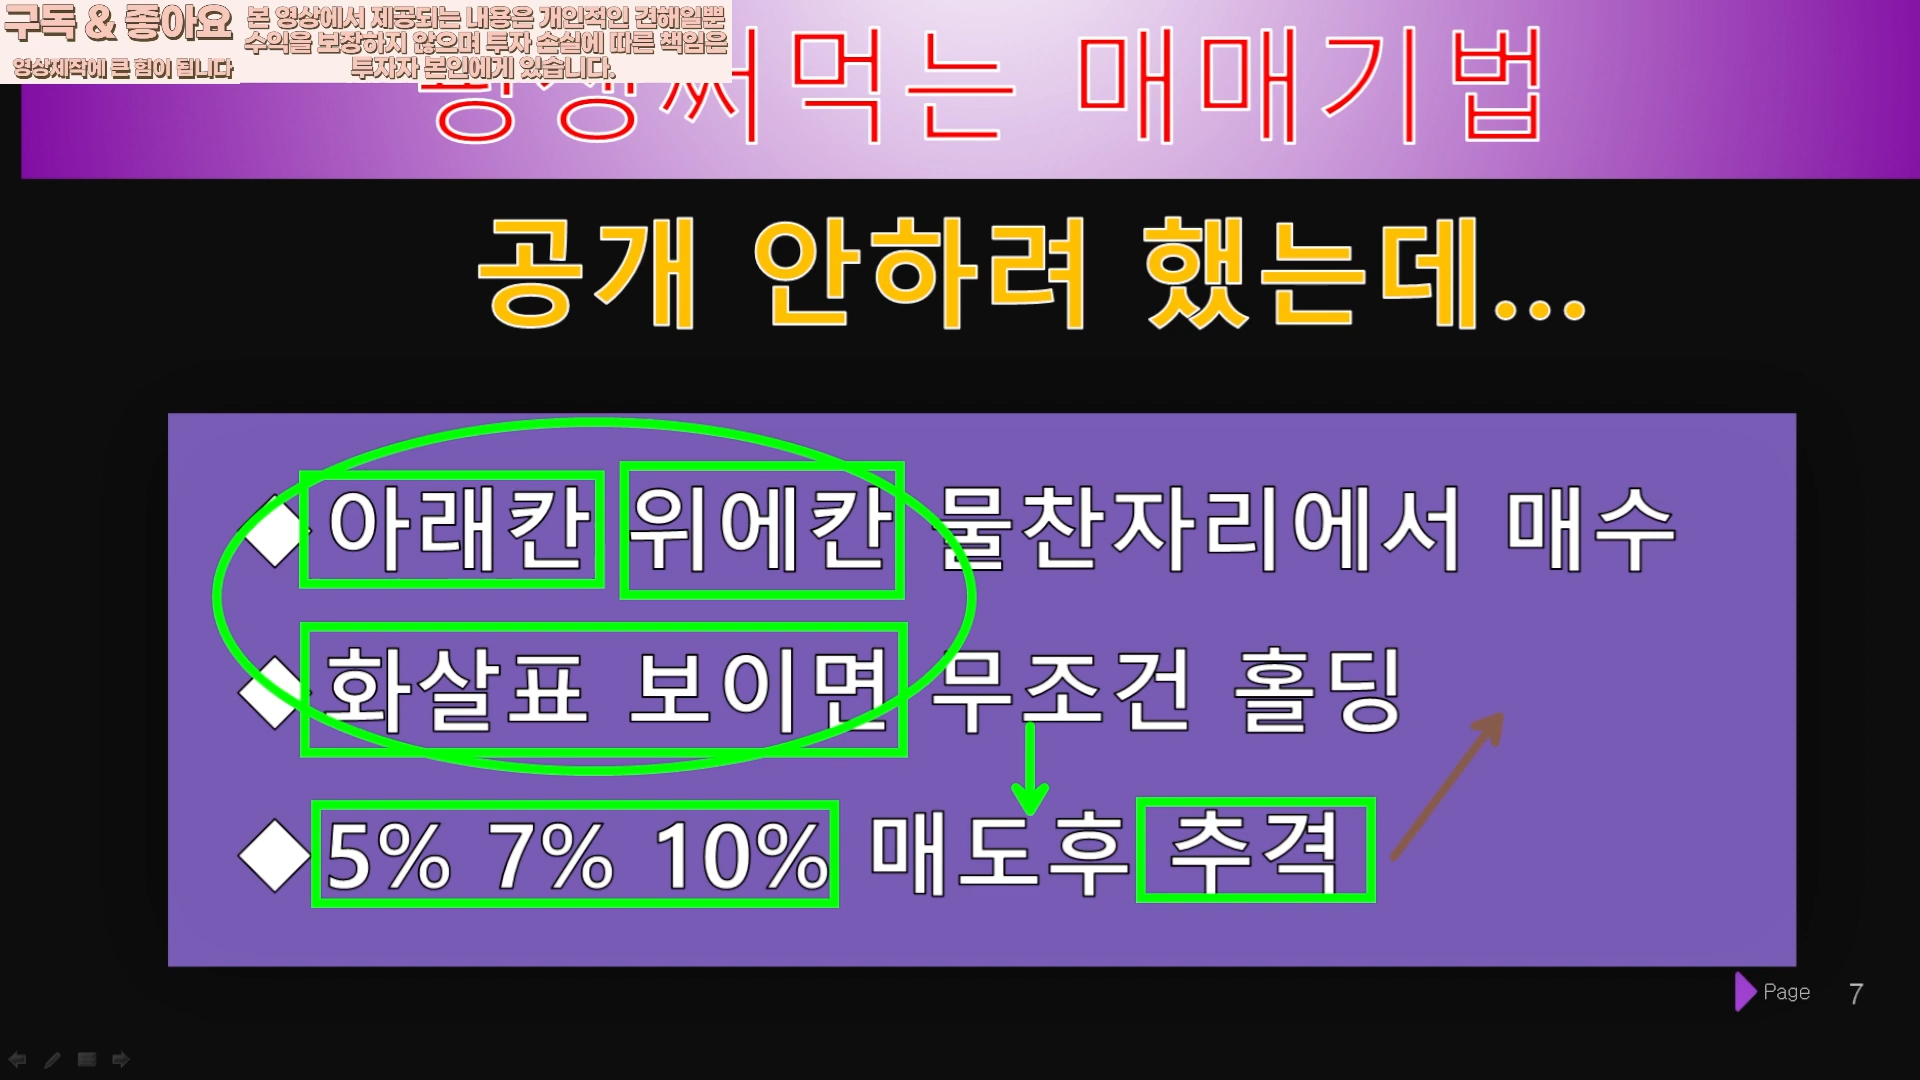 구독 & 좋아요
영상제작에 큰 힘이 됩니다
본 영상에서 제공되는 내용은 개인적인 견해일뿐
수익을 보장하지 않으며 투자 손실에 따른 책임은
투자자 본인에게 있습니다.
평생써먹는 매매기법
공개 안하려 했는데...
◆ 아래칸 위에칸 물찬자리에서 매수
◆ 화살표 보이면 무조건 홀딩
◆ 5% 7% 10% 매도후 추격
Page 7